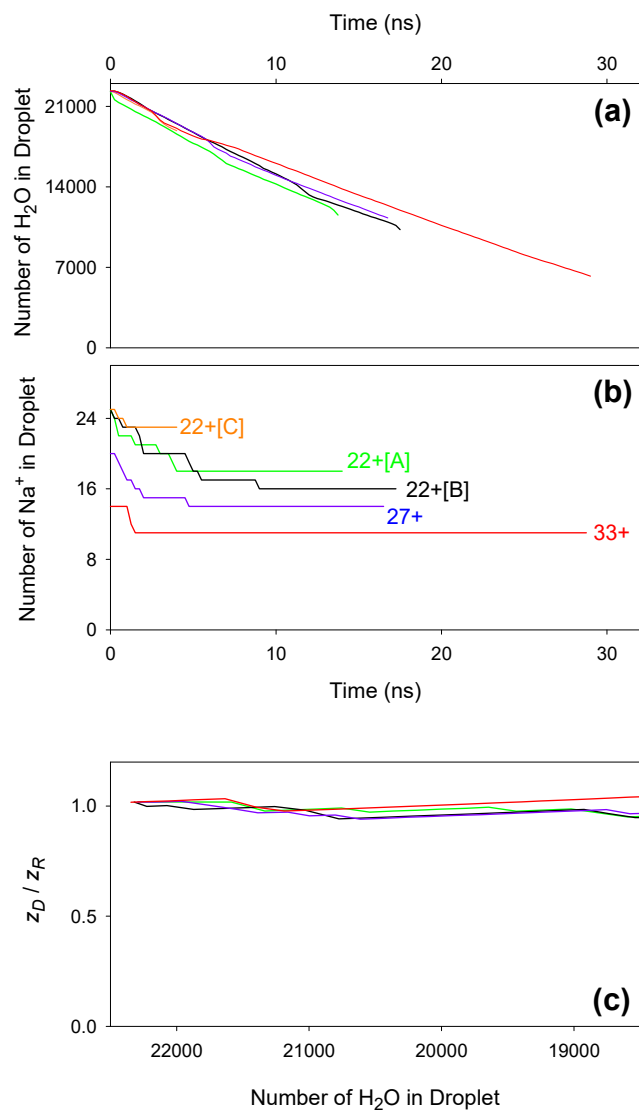 Time (ns)
0 10 20 30
21000
14000
7000
0
Number of H₂O in Droplet
(a)
24
16
8
0
Number of Na⁺ in Droplet
(b)
22+[C]
22+[A]
22+[B]
27+
33+
0 10 20 30
Time (ns)
1.0
0.5
0.0
z_D / z_R
(c)
22000 21000 20000 19000
Number of H₂O in Droplet